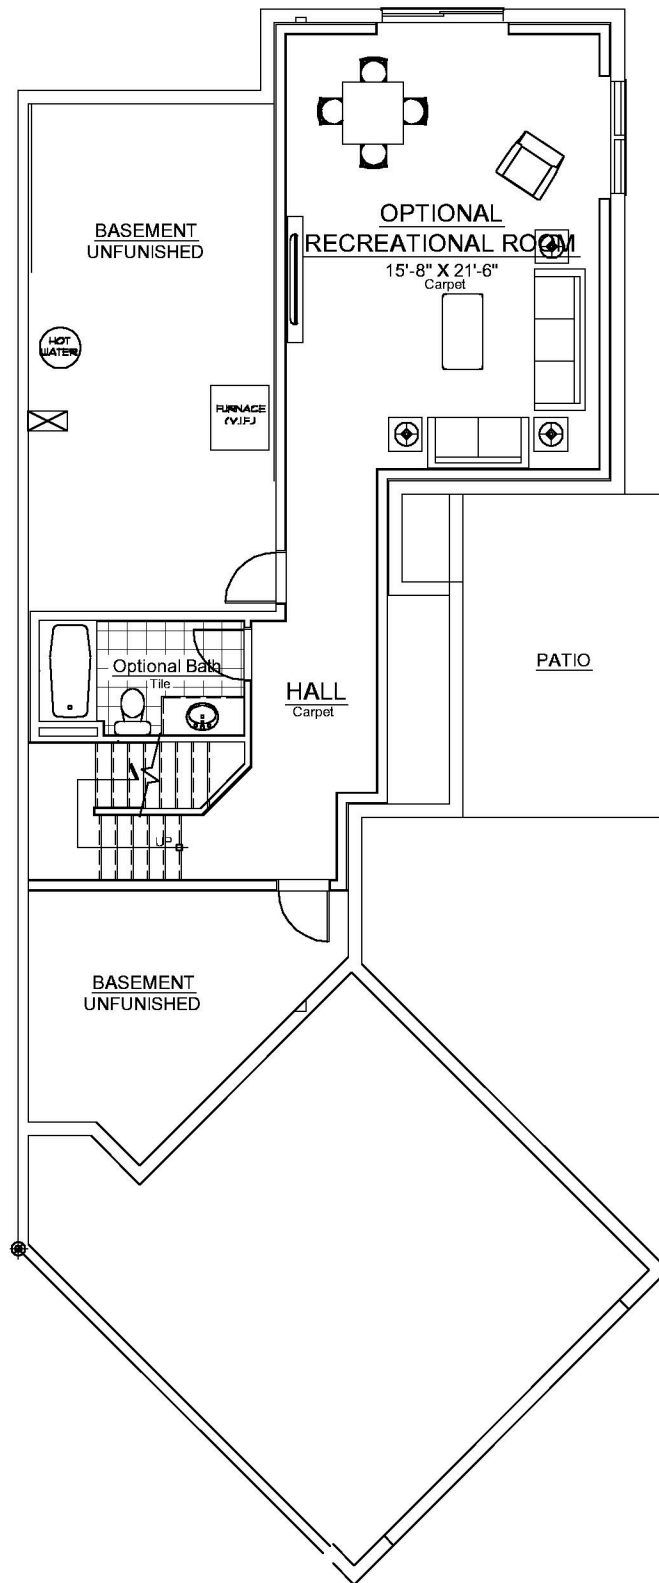 OPTIONAL
RECREATIONAL ROOM
15'-8" X 21'-6"
Carpet
BASEMENT
UNFUNISHED
HOT
WATER
FURNACE
(V.I.F.)
Optional Bath
Tile
HALL
Carpet
PATIO
UP
BASEMENT
UNFUNISHED